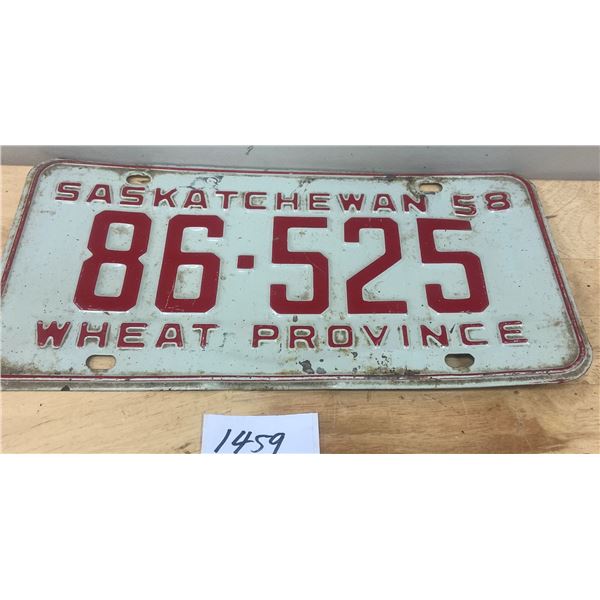 SASKATCHEWAN 58
86·525
WHEAT PROVINCE
1459